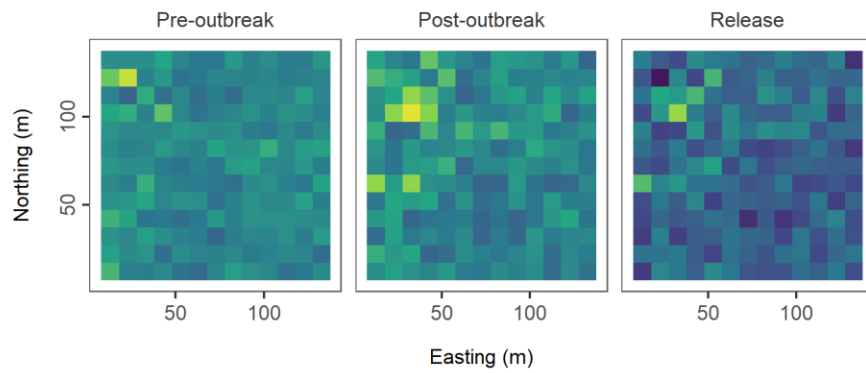 Pre-outbreak Post-outbreak Release
Northing (m)
100
50
50 100 50 100 50 100
Easting (m)